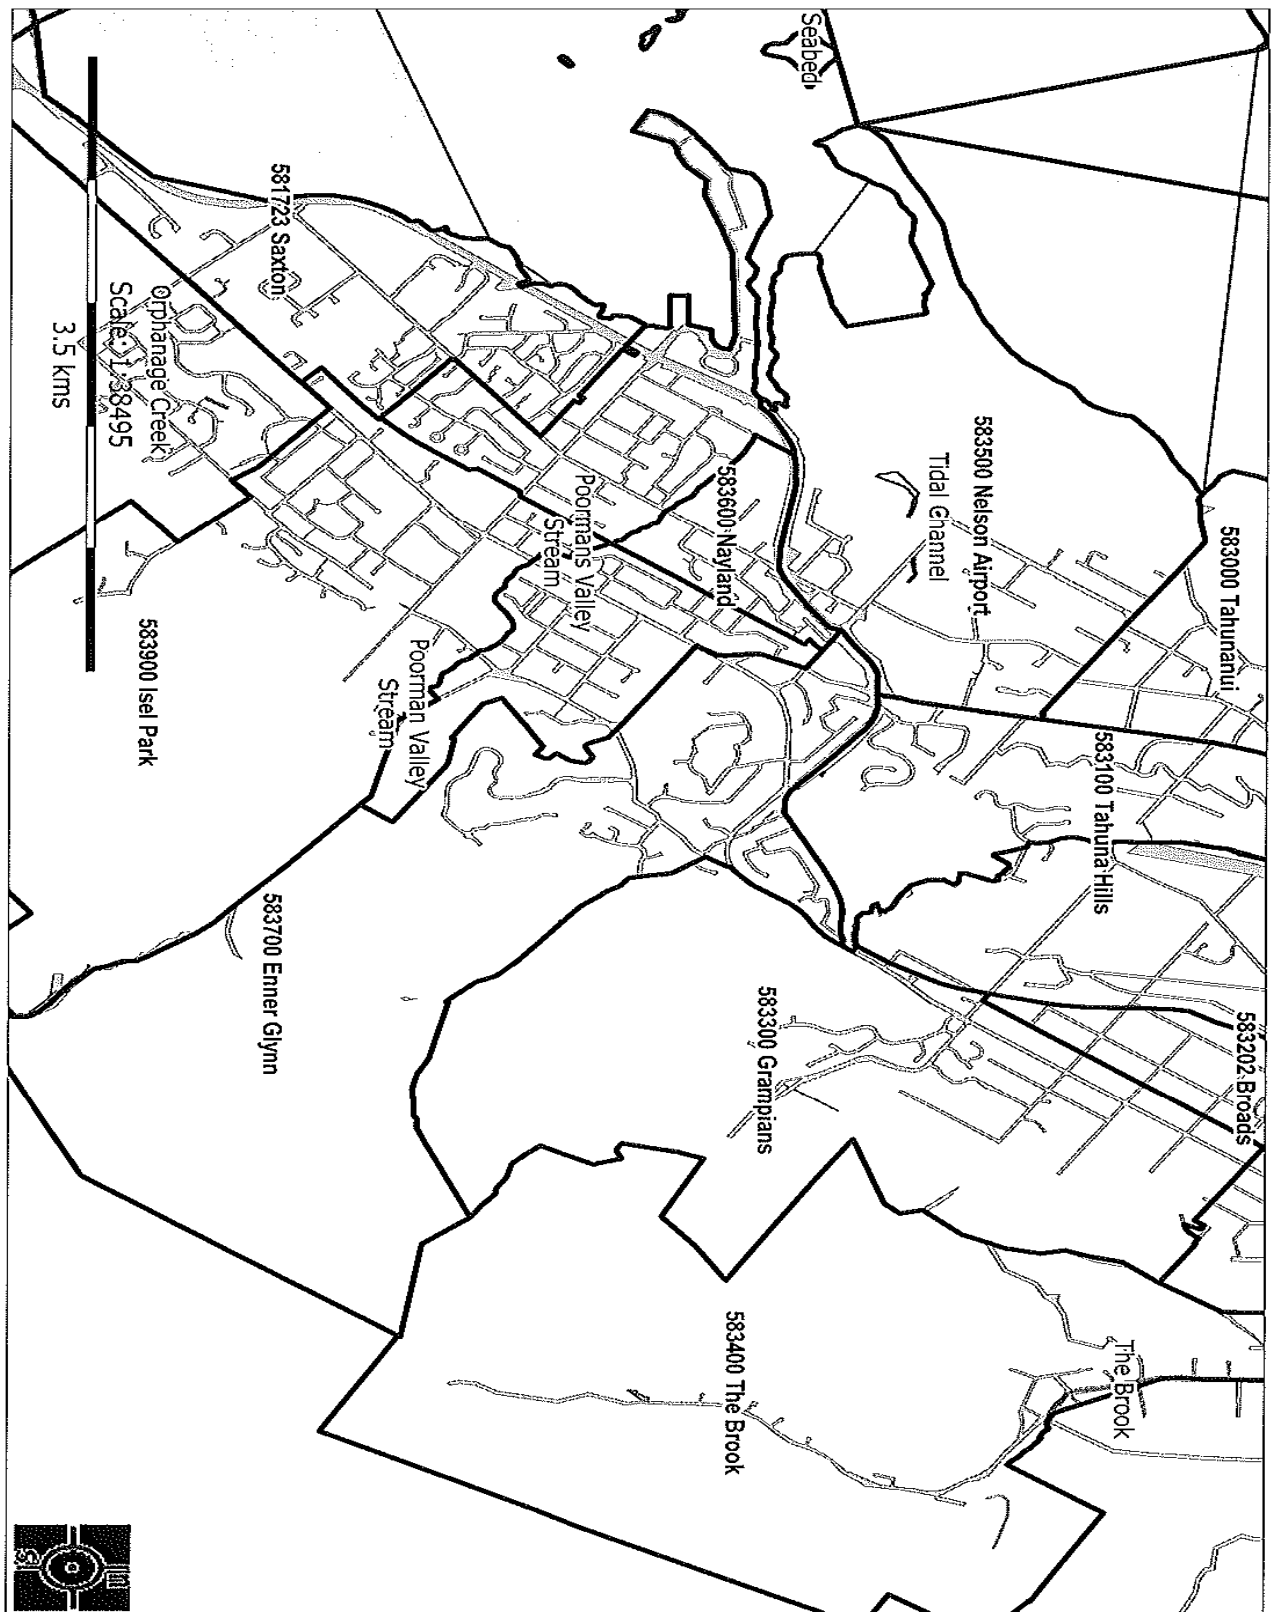 Seabed
581723 Saxton
Orphanage Creek
Scale: 1:38495
3.5 kms
583500 Nelson Airport
Tidal Channel
583000 Tahunanui
583600 Nayland
Poormans Valley
Stream
Poorman Valley
Stream
583900 Isel Park
583100 Tahuna Hills
583700 Enner Glynn
583300 Grampians
583202 Broads
583400 The Brook
The Brook